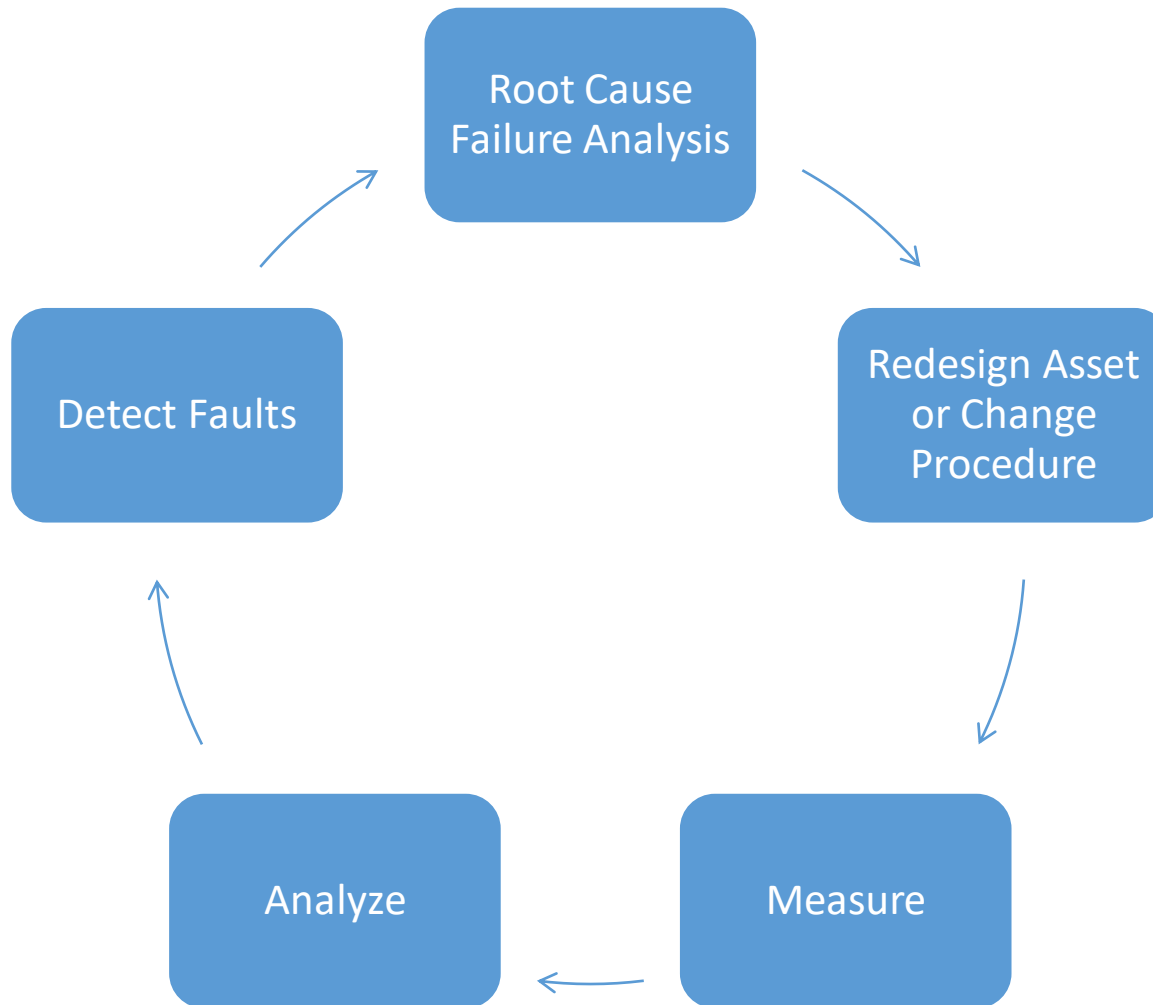 Root Cause
Failure Analysis
Redesign Asset
or Change
Procedure
Measure
Analyze
Detect Faults